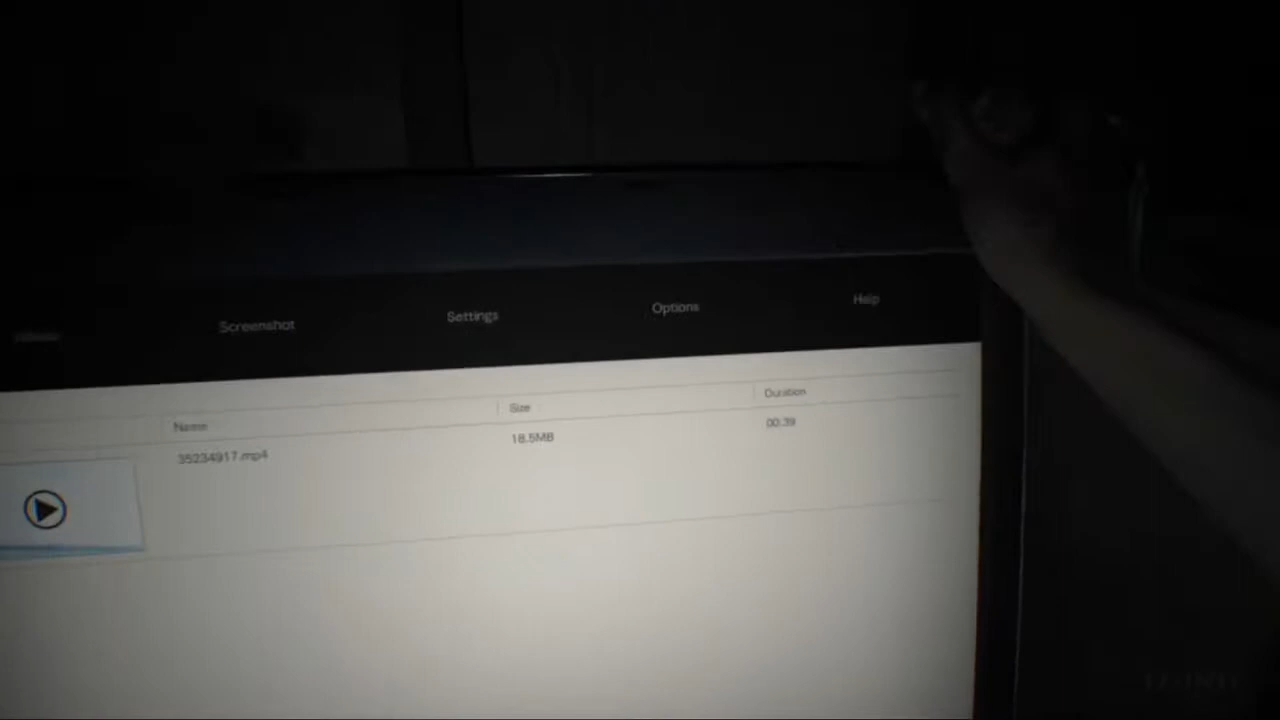 Screenshot Settings Options Help
Name Size Duration
35234917.mp4 18.5MB 00:39